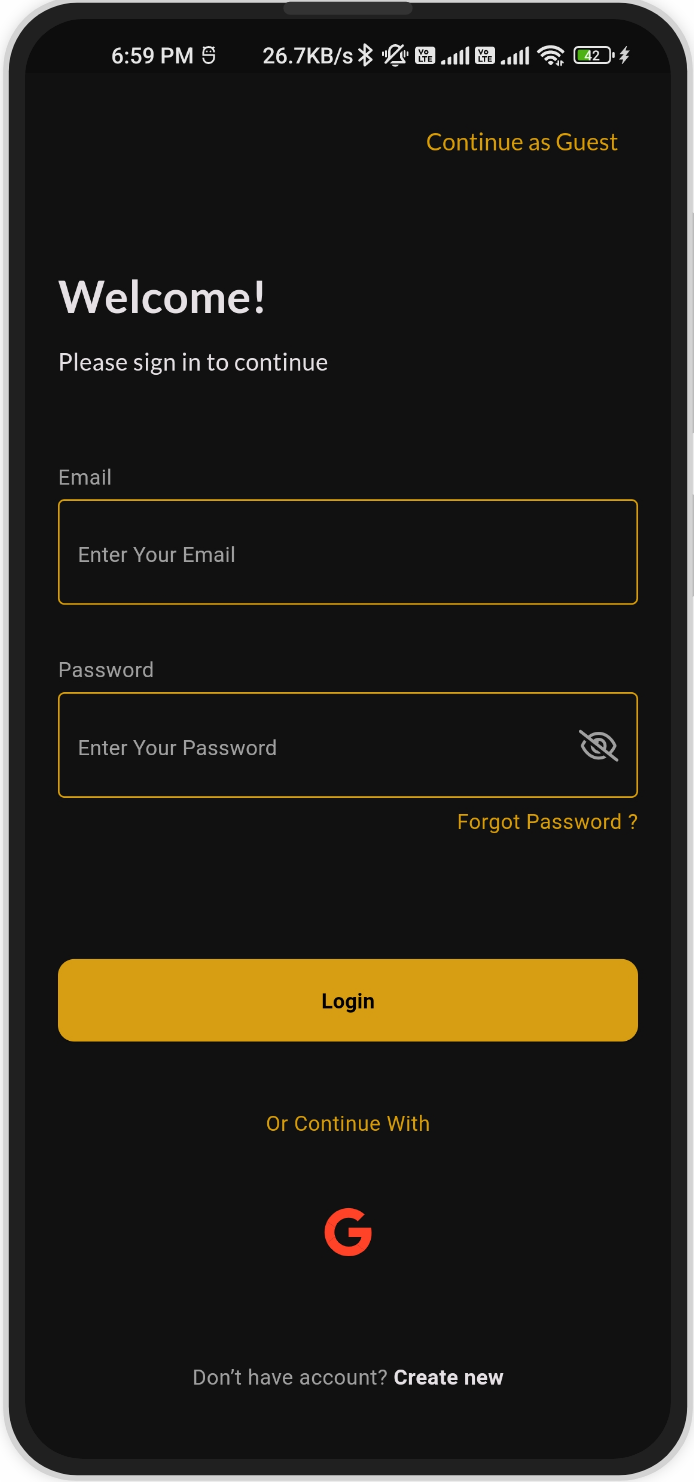 6:59 PM 26.7KB/s Vo LTE Vo LTE 42
Continue as Guest
Welcome!
Please sign in to continue
Email
Enter Your Email
Password
Enter Your Password
Forgot Password ?
Login
Or Continue With
G
Don’t have account? Create new